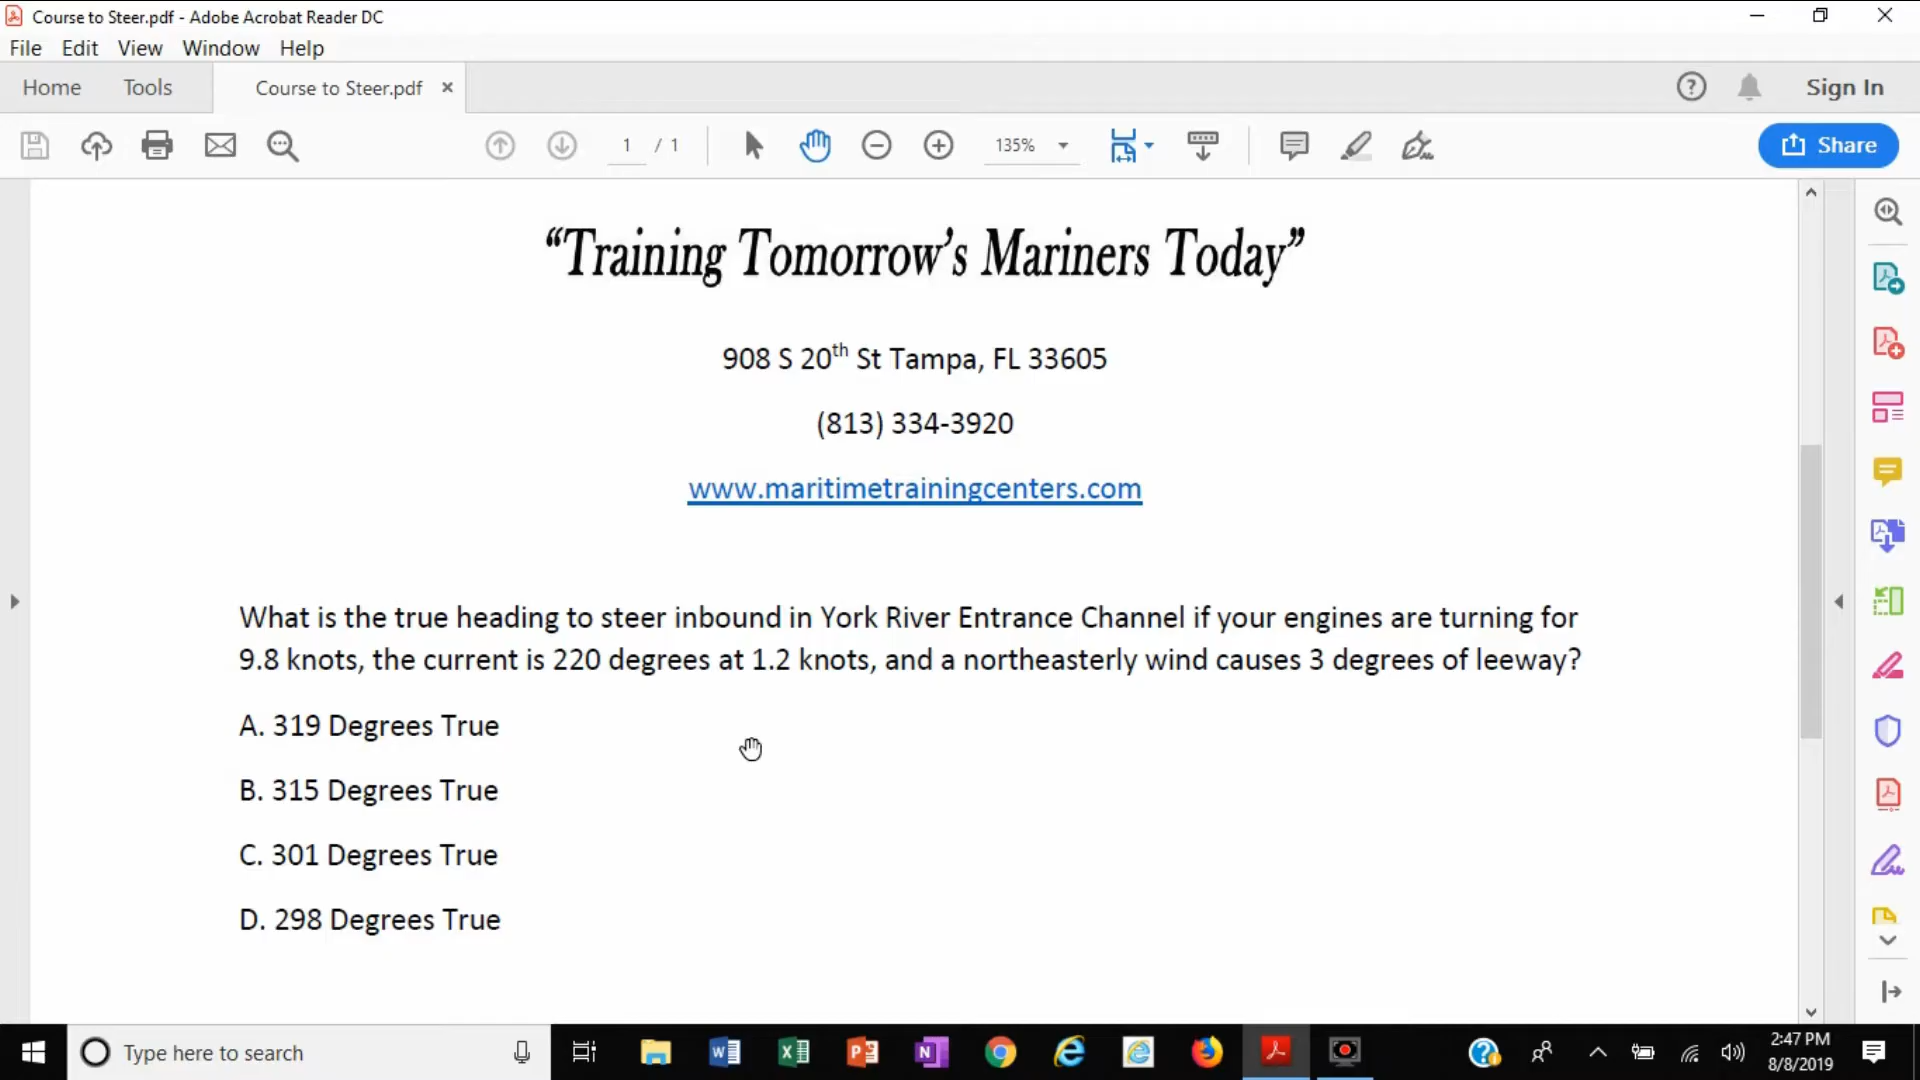 Course to Steer.pdf - Adobe Acrobat Reader DC
File Edit View Window Help
Home Tools Course to Steer.pdf × Sign In
1 / 1 135% Share
“Training Tomorrow’s Mariners Today”
908 S 20th St Tampa, FL 33605
(813) 334-3920
www.maritimetrainingcenters.com
What is the true heading to steer inbound in York River Entrance Channel if your engines are turning for
9.8 knots, the current is 220 degrees at 1.2 knots, and a northeasterly wind causes 3 degrees of leeway?
A. 319 Degrees True
B. 315 Degrees True
C. 301 Degrees True
D. 298 Degrees True
Type here to search
2:47 PM
8/8/2019